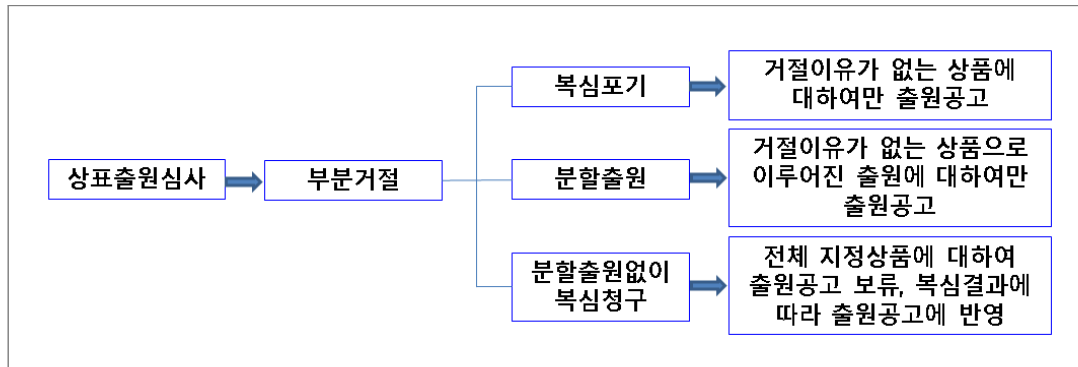 상표출원심사
부분거절
복심포기
거절이유가 없는 상품에
대하여만 출원공고
분할출원
거절이유가 없는 상품으로
이루어진 출원에 대하여만
출원공고
분할출원없이
복심청구
전체 지정상품에 대하여
출원공고 보류, 복심결과에
따라 출원공고에 반영